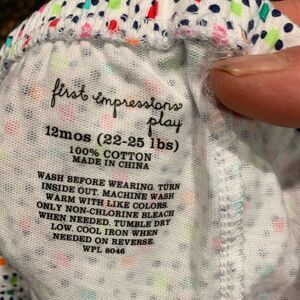 first impressions
play
12mos (22-25 lbs)
100% COTTON
MADE IN CHINA
WASH BEFORE WEARING. TURN
INSIDE OUT. MACHINE WASH
WARM WITH LIKE COLORS.
ONLY NON-CHLORINE BLEACH
WHEN NEEDED. TUMBLE DRY
LOW. COOL IRON WHEN
NEEDED ON REVERSE.
WPL 8046